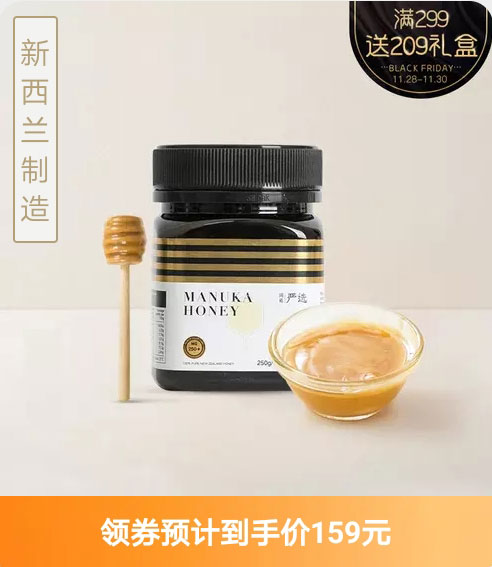 满299
送209礼盒
BLACK FRIDAY
11.28-11.30
新西兰制造
MANUKA
HONEY
严选
250+
250g
领券预计到手价159元